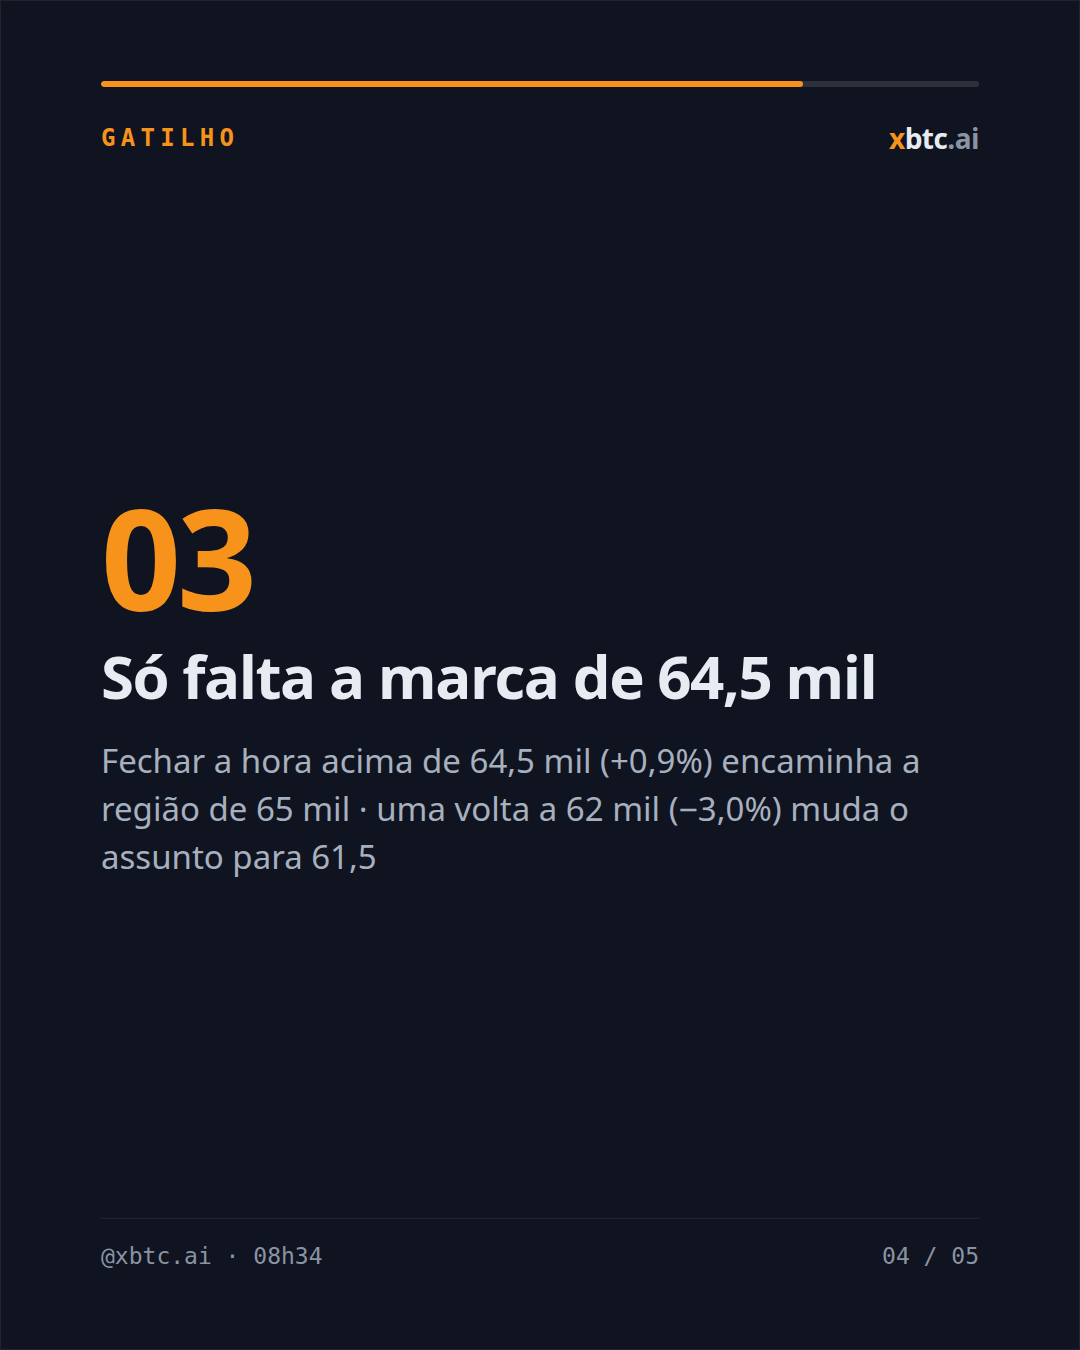 GATILHO
xbtc.ai
03
Só falta a marca de 64,5 mil
Fechar a hora acima de 64,5 mil (+0,9%) encaminha a
região de 65 mil · uma volta a 62 mil (−3,0%) muda o
assunto para 61,5
@xbtc.ai · 08h34
04 / 05